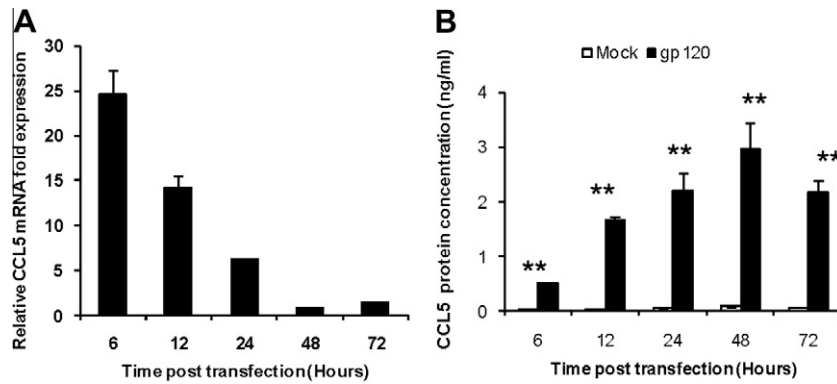 A
Relative CCL5 mRNA fold expression
30
25
20
15
10
5
0
6 12 24 48 72
Time post transfection (Hours)
B
Mock gp120
CCL5 protein concentration (ng/ml)
4
3
2
1
0
** ** ** ** **
6 12 24 48 72
Time post transfection (Hours)